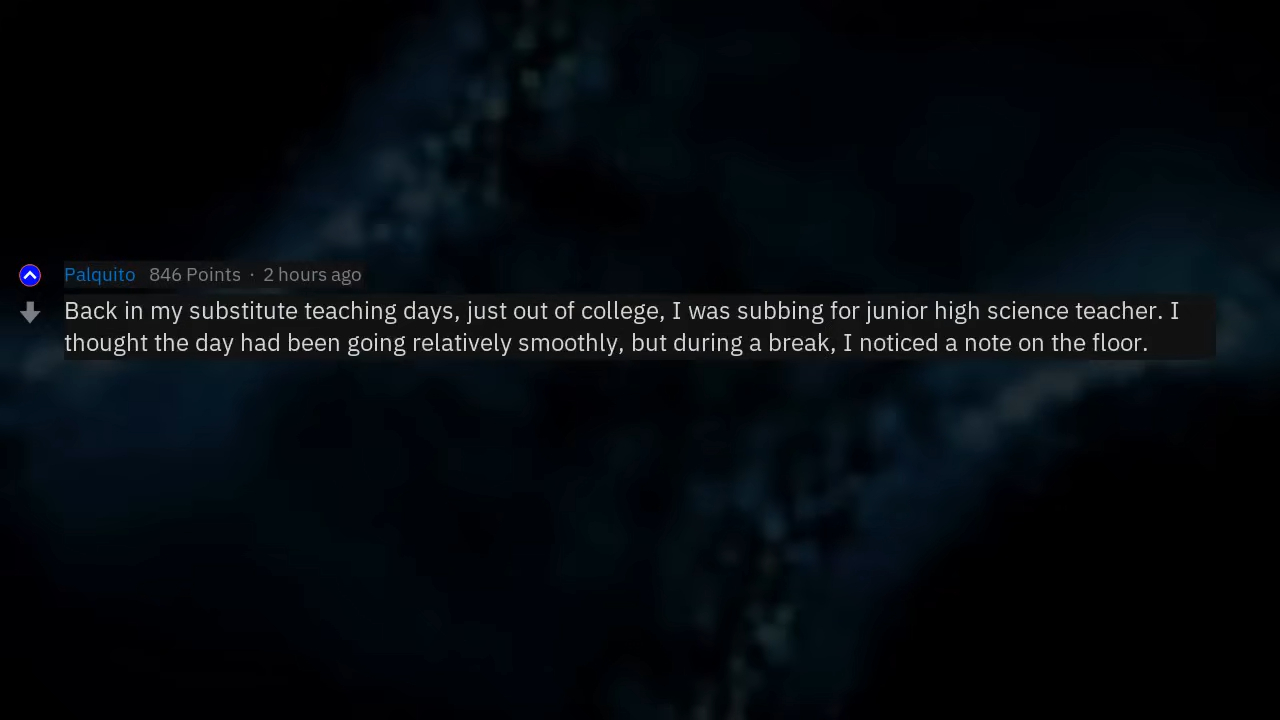 Palquito 846 Points · 2 hours ago
Back in my substitute teaching days, just out of college, I was subbing for junior high science teacher. I
thought the day had been going relatively smoothly, but during a break, I noticed a note on the floor.